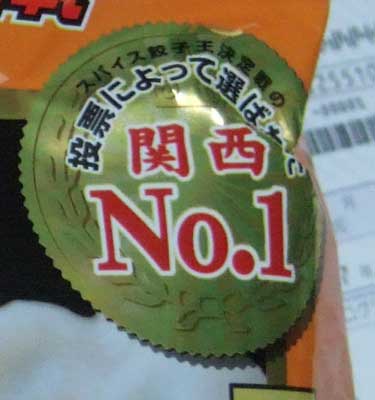 スパイス餃子王決定戦の
投票によって選ばれた
関西
No.1